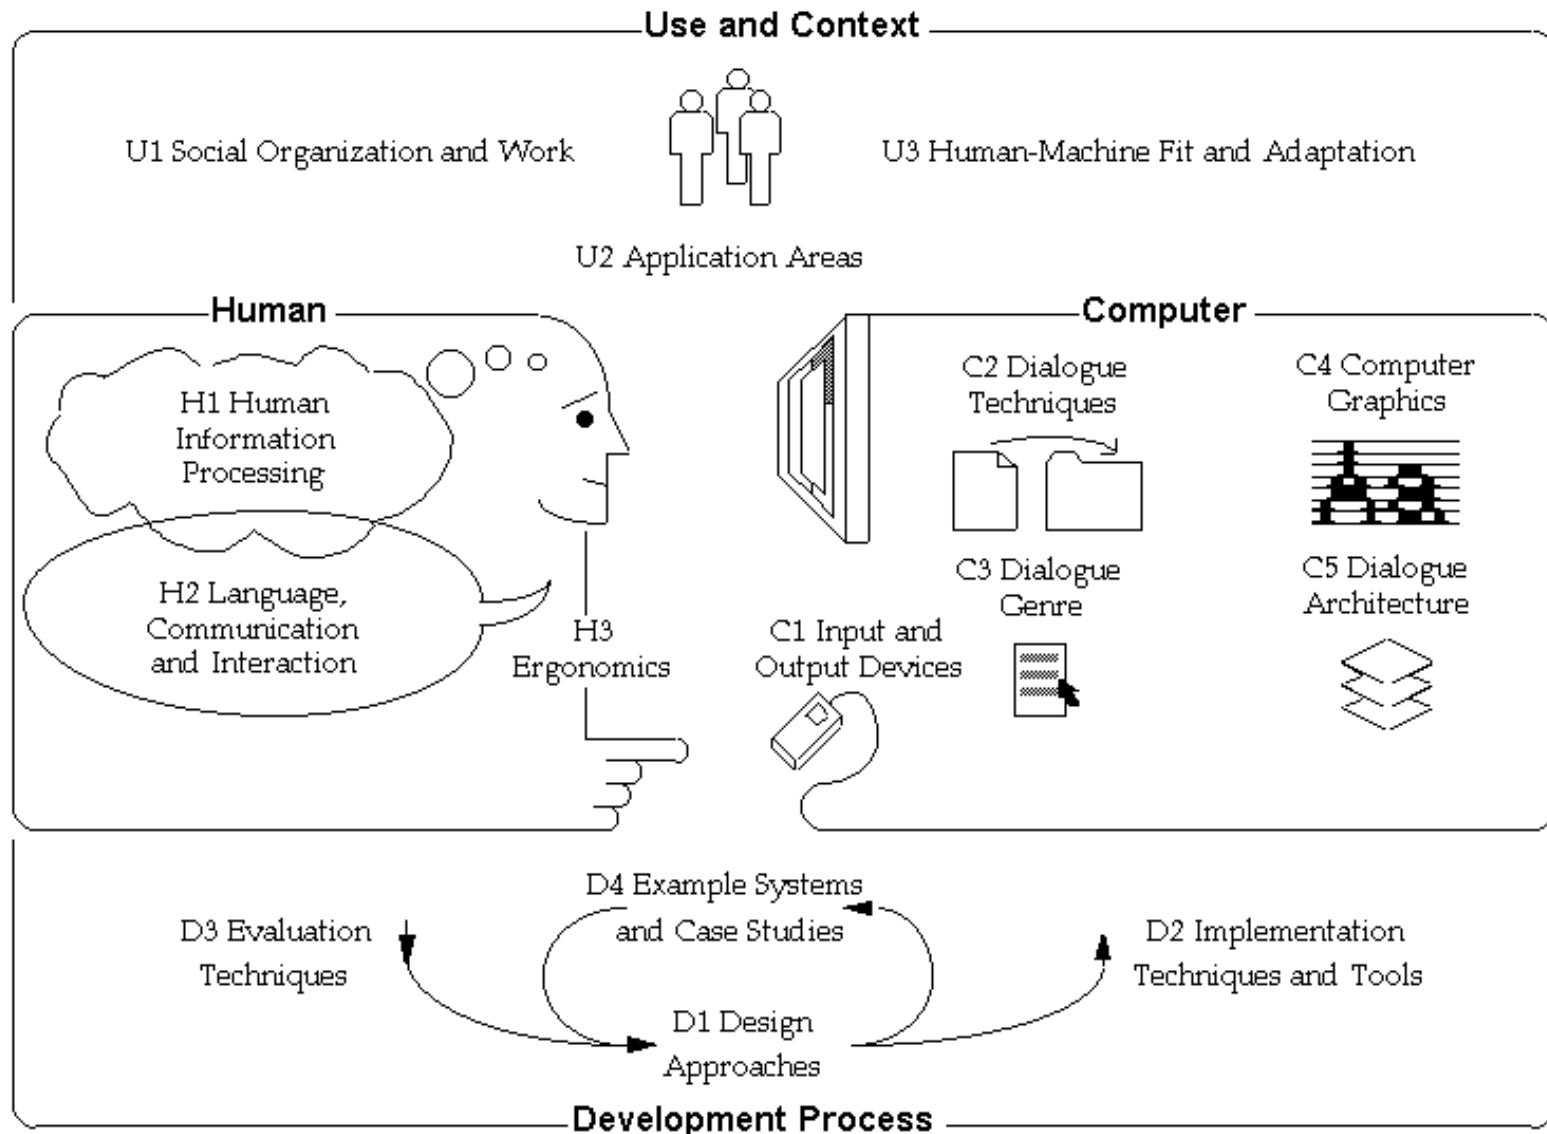 Use and Context
U1 Social Organization and Work
U3 Human-Machine Fit and Adaptation
U2 Application Areas
Human
H1 Human
Information
Processing
H2 Language,
Communication
and Interaction
H3
Ergonomics
Computer
C1 Input and
Output Devices
C2 Dialogue
Techniques
C3 Dialogue
Genre
C4 Computer
Graphics
C5 Dialogue
Architecture
D3 Evaluation
Techniques
D4 Example Systems
and Case Studies
D1 Design
Approaches
D2 Implementation
Techniques and Tools
Development Process